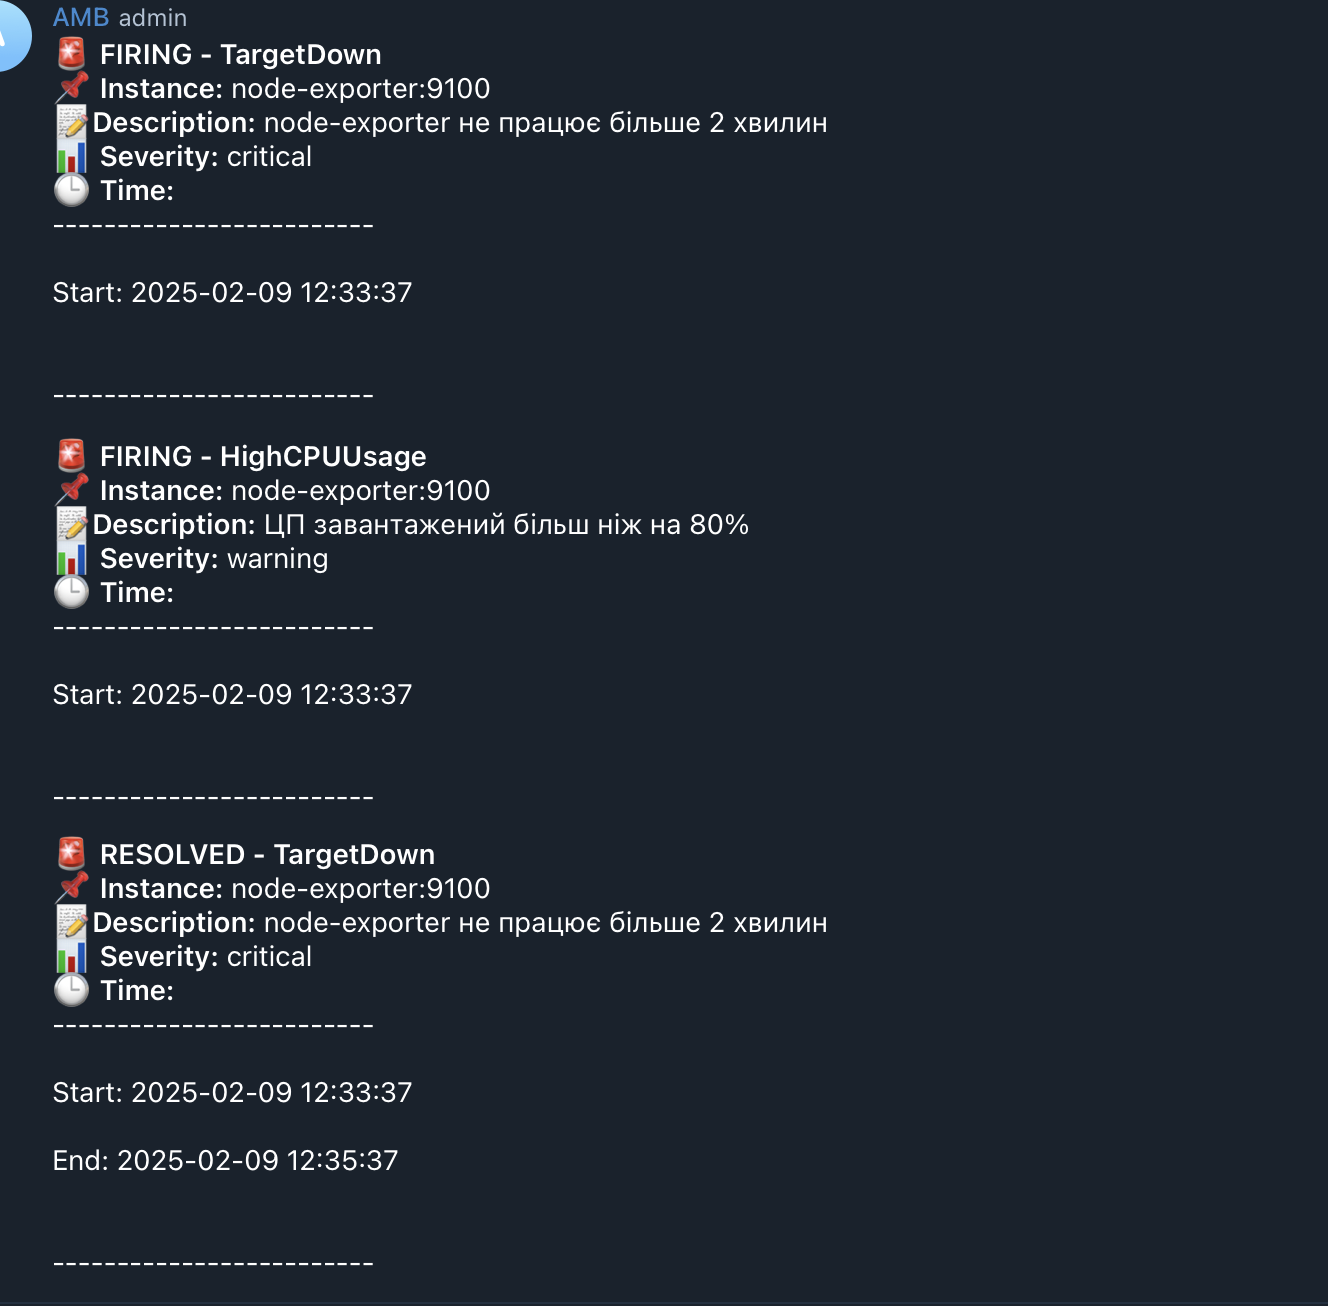 AMB admin
🚨 FIRING - TargetDown
📌 Instance: node-exporter:9100
📝 Description: node-exporter не працює більше 2 хвилин
📊 Severity: critical
🕒 Time:
-------------------------
Start: 2025-02-09 12:33:37
-------------------------
🚨 FIRING - HighCPUUsage
📌 Instance: node-exporter:9100
📝 Description: ЦП завантажений більш ніж на 80%
📊 Severity: warning
🕒 Time:
-------------------------
Start: 2025-02-09 12:33:37
-------------------------
🚨 RESOLVED - TargetDown
📌 Instance: node-exporter:9100
📝 Description: node-exporter не працює більше 2 хвилин
📊 Severity: critical
🕒 Time:
-------------------------
Start: 2025-02-09 12:33:37
End: 2025-02-09 12:35:37
-------------------------